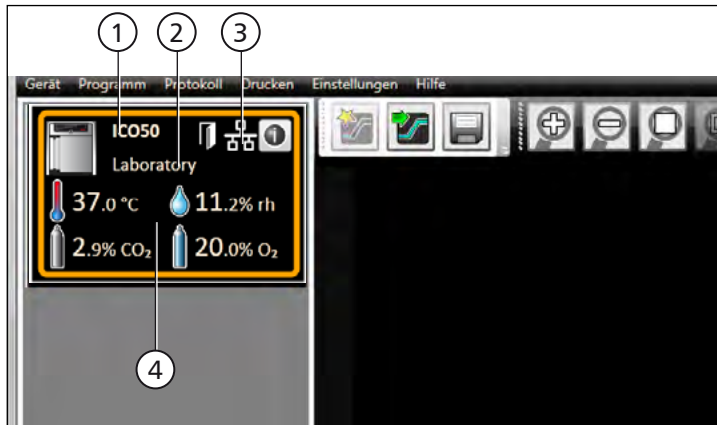 1 2 3
Gerät Programm Protokoll Drucken Einstellungen Hilfe
ICO50
Laboratory
37.0 °C 11.2% rh
2.9% CO₂ 20.0% O₂
4